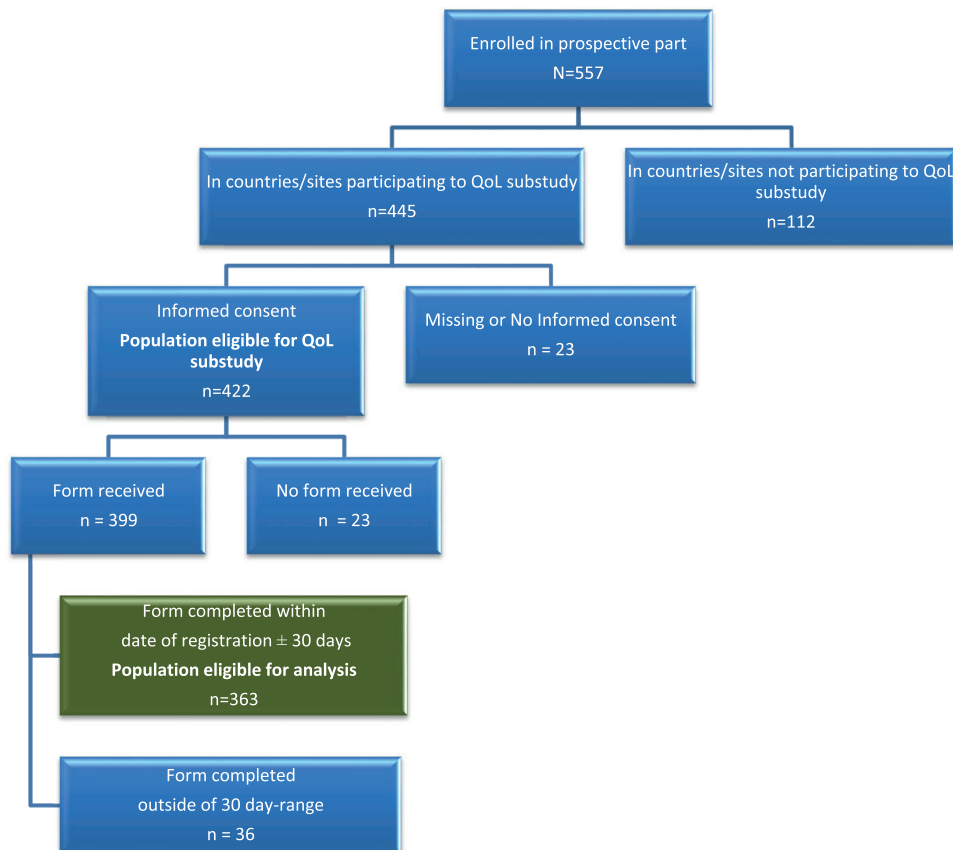 Enrolled in prospective part
N=557
In countries/sites participating to QoL substudy
n=445
In countries/sites not participating to QoL
substudy
n=112
Informed consent
Population eligible for QoL
substudy
n=422
Missing or No Informed consent
n = 23
Form received
n = 399
No form received
n = 23
Form completed within
date of registration ± 30 days
Population eligible for analysis
n=363
Form completed
outside of 30 day-range
n = 36